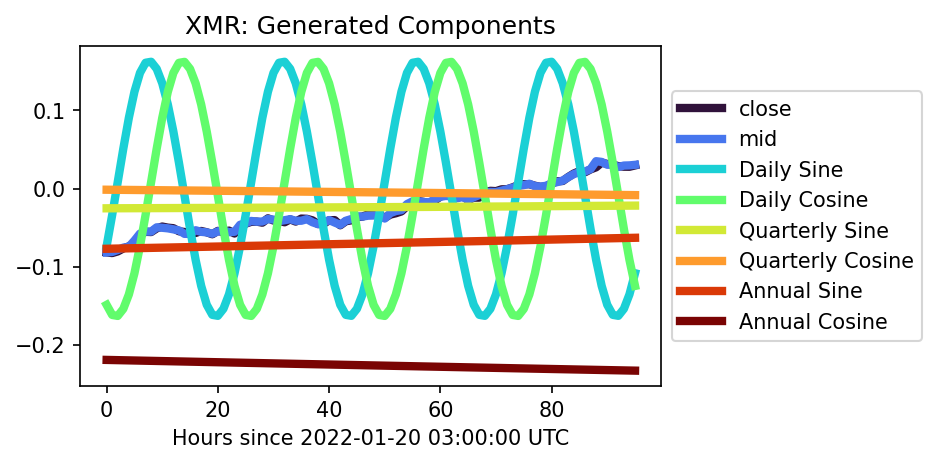 XMR: Generated Components
0.1
0.0
−0.1
−0.2
0 20 40 60 80
Hours since 2022-01-20 03:00:00 UTC
close
mid
Daily Sine
Daily Cosine
Quarterly Sine
Quarterly Cosine
Annual Sine
Annual Cosine